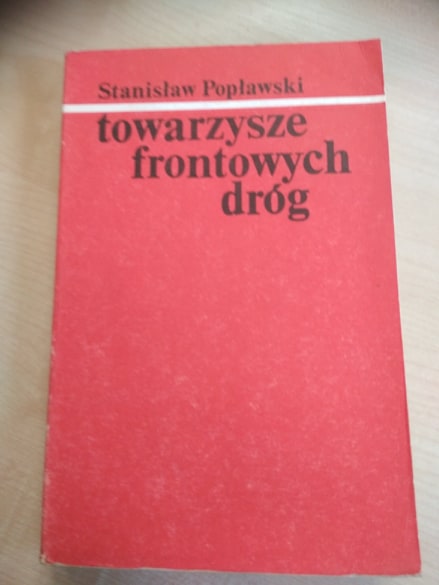 Stanisław Popławski
towarzysze
frontowych
dróg